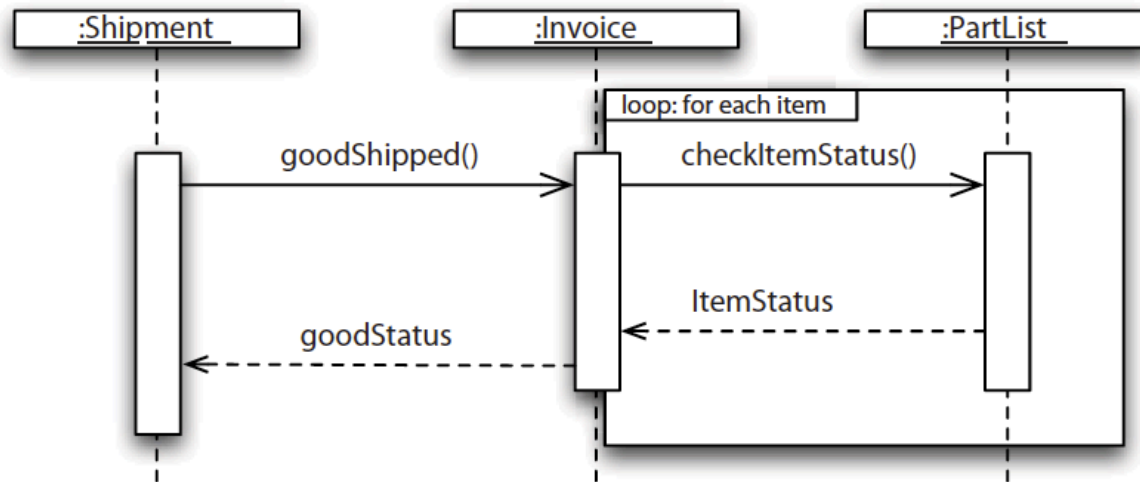 :Shipment
:Invoice
:PartList
loop: for each item
goodShipped()
checkItemStatus()
ItemStatus
goodStatus